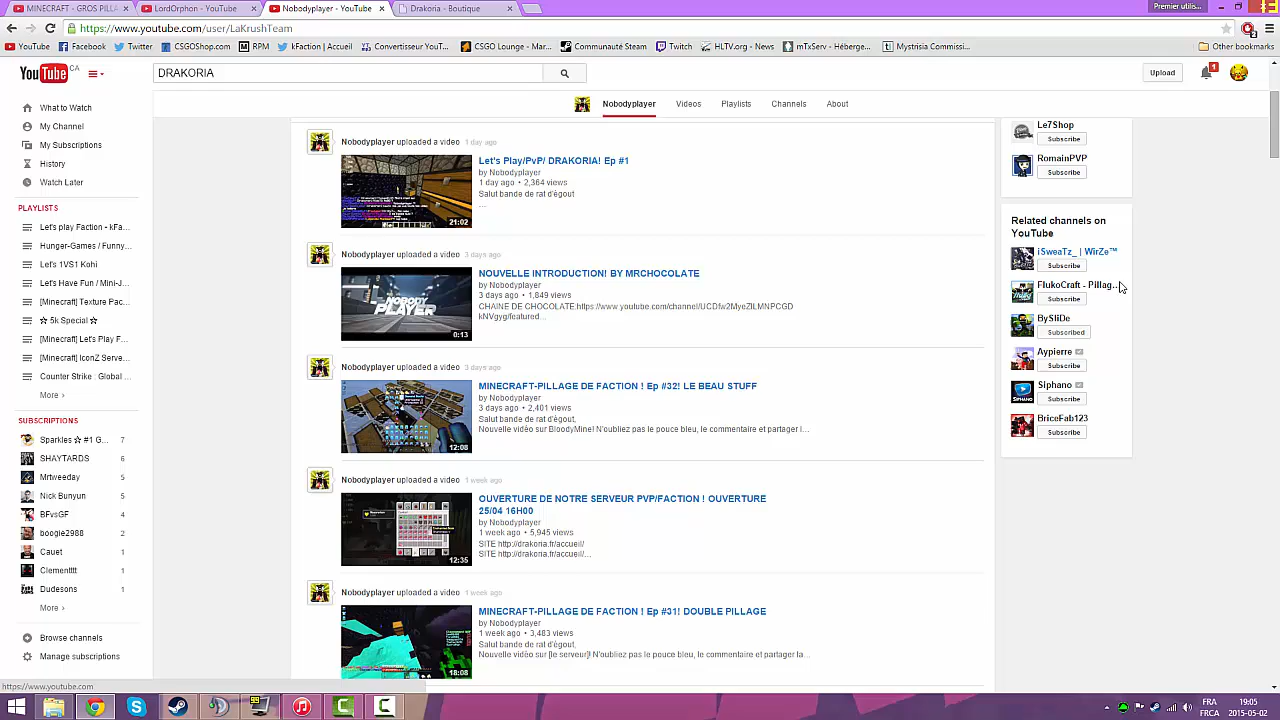 MINECRAFT - GROS PILLA
LordOrphon - YouTube
Nobodyplayer - YouTube
Drakoria - Boutique
Premier utilis...
https://www.youtube.com/user/LaKrushTeam
YouTube
Facebook
Twitter
CSGOShop.com
RPM
kFaction | Accueil
Convertisseur YouT...
CSGO Lounge - Mar...
Communauté Steam
Twitch
HLTV.org - News
mTxServ - Héberge...
Mystrisia Commissi...
Other bookmarks
YouTube CA
DRAKORIA
Upload
1
Nobodyplayer
Videos
Playlists
Channels
About
What to Watch
My Channel
My Subscriptions
History
Watch Later
PLAYLISTS
Let's play Faction - kFa...
Hunger-Games / Funny...
Let's 1VS1 Kohi
Let's Have Fun / Mini-J...
[Minecraft] Texture Pac...
☆ 5k Special ☆
[Minecraft] Let's Play F...
[Minecraft] IconZ Serve...
Counter Strike : Global ...
More ›
SUBSCRIPTIONS
Sparkles ☆ #1 G... 7
SHAYTARDS 6
Mrtweeday 5
Nick Bunyun 5
BFvsGF 4
boogie2988 2
Cauet 1
Clementttt 1
Dudesons 1
More ›
Browse channels
Manage subscriptions
https://www.youtube.com
Nobodyplayer uploaded a video 1 day ago
Let's Play/PvP/ DRAKORIA! Ep #1
by Nobodyplayer
1 day ago • 2,364 views
Salut bande de rat d'égout
...
21:02
Nobodyplayer uploaded a video 3 days ago
NOUVELLE INTRODUCTION! BY MRCHOCOLATE
by Nobodyplayer
3 days ago • 1,849 views
CHAINE DE CHOCOLATE:https://www.youtube.com/channel/UCDfw2MyeZlLMNPCGD
kNVgyg/featured...
NOBODY
PLAYER
0:13
Nobodyplayer uploaded a video 3 days ago
MINECRAFT-PILLAGE DE FACTION ! Ep #32! LE BEAU STUFF
by Nobodyplayer
3 days ago • 2,401 views
Salut bande de rat d'égout,
Nouvelle vidéo sur BloodyMine! N'oubliez pas le pouce bleu, le commentaire et partager l...
12:08
Nobodyplayer uploaded a video 1 week ago
OUVERTURE DE NOTRE SERVEUR PVP/FACTION ! OUVERTURE
25/04 16H00
by Nobodyplayer
1 week ago • 5,945 views
SITE http://drakoria.fr/accueil/
SITE http://drakoria.fr/accueil/...
12:35
Nobodyplayer uploaded a video 1 week ago
MINECRAFT-PILLAGE DE FACTION ! Ep #31! DOUBLE PILLAGE
by Nobodyplayer
1 week ago • 3,483 views
Salut bande de rat d'égout,
Nouvelle vidéo sur [le serveur]! N'oubliez pas le pouce bleu, le commentaire et partager la...
18:08
Le7Shop
Subscribe
RomainPVP
Subscribe
Related channels on
YouTube
iSweaTz_ | WirZe™
Subscribe
FlukoCraft - Pillag...
Subscribe
BySliDe
Subscribed
Aypierre
Subscribe
Siphano
Subscribe
SIPHANO
BriceFab123
Subscribe
FRA
FRCA
19:05
2015-05-02